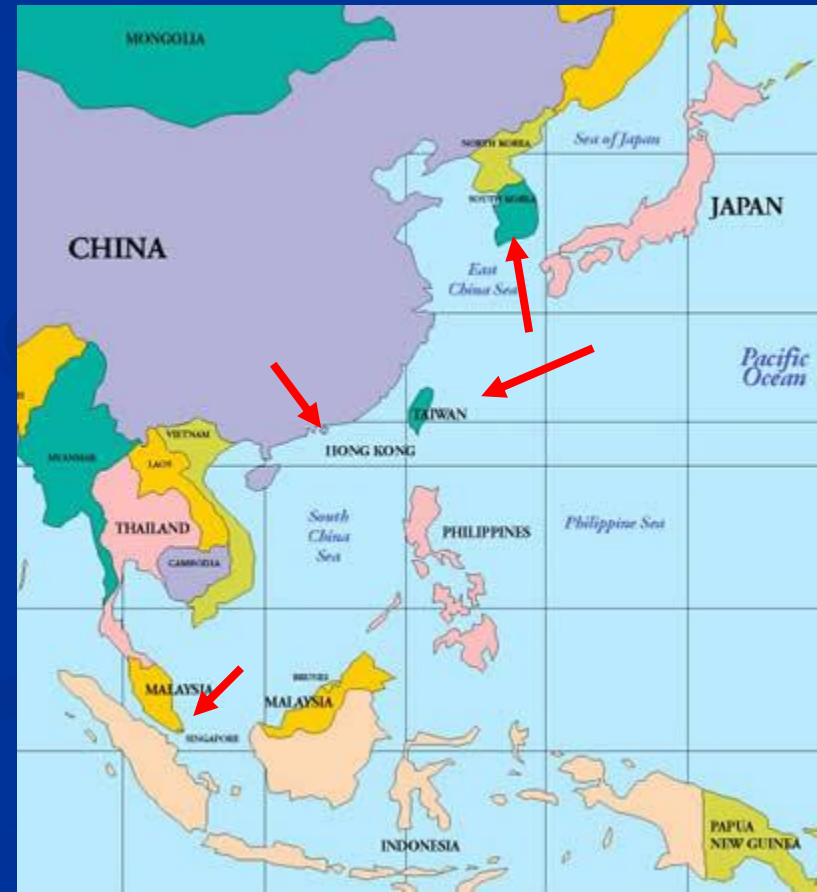 MONGOLIA
NORTH KOREA
Sea of Japan
SOUTH KOREA
JAPAN
CHINA
East
China Sea
Pacific
Ocean
TAIWAN
VIETNAM
HONG KONG
MYANMAR
LAOS
South
China
Sea
THAILAND
PHILIPPINES
Philippine Sea
CAMBODIA
BRUNEI
MALAYSIA
MALAYSIA
SINGAPORE
INDONESIA
PAPUA
NEW GUINEA